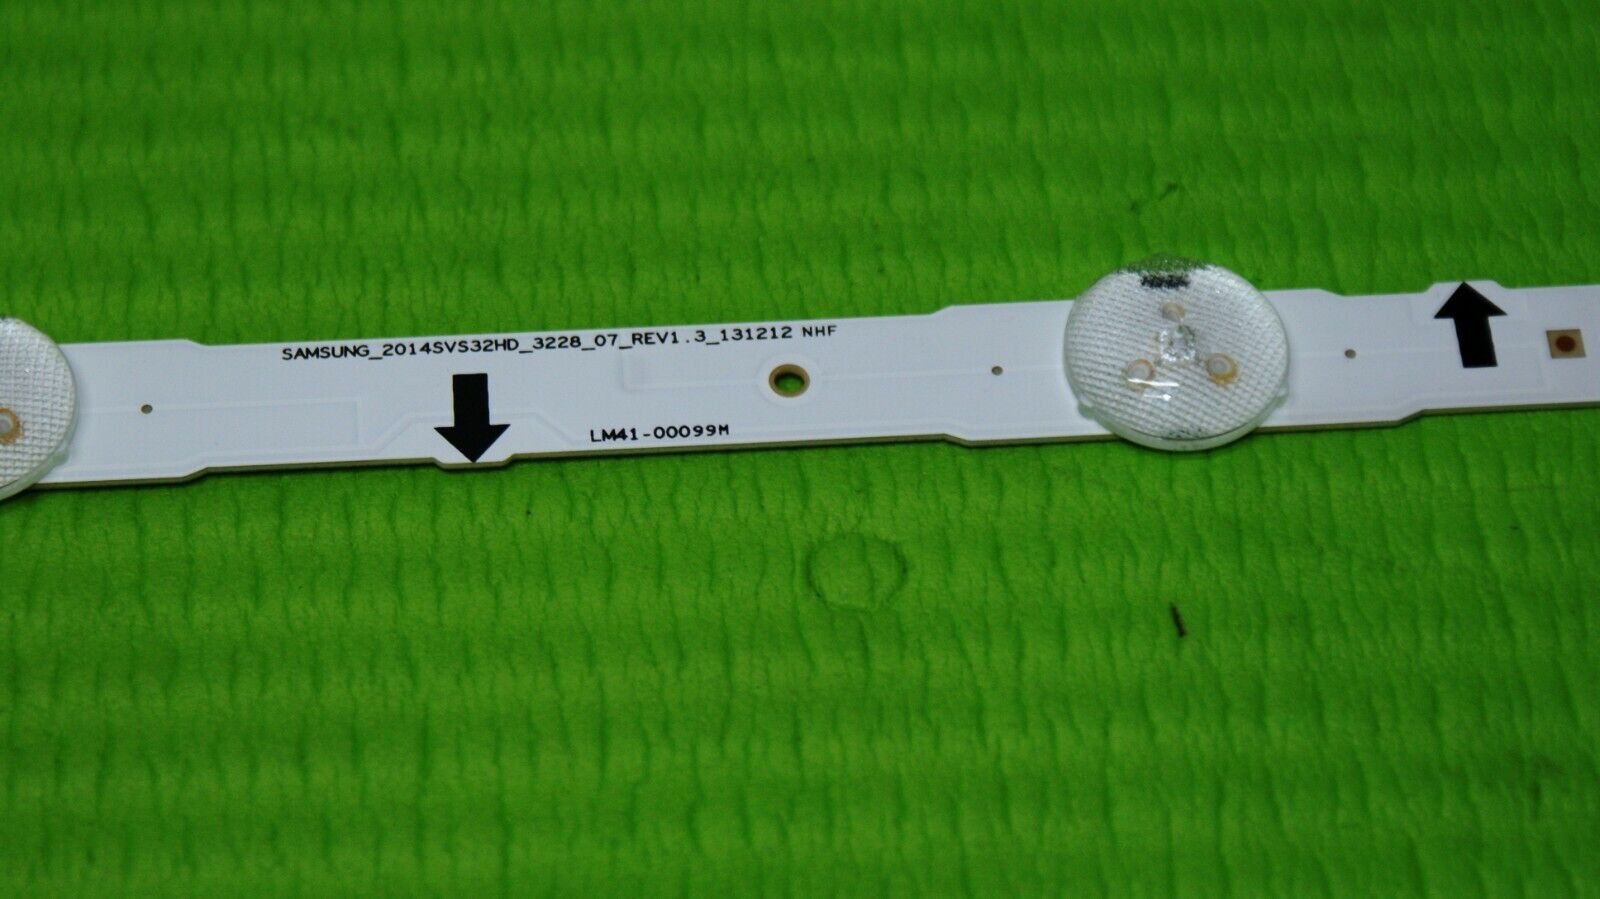 SAMSUNG_2014SVS32HD_3228_07_REV1.3_131212 NHF
LM41-00099M